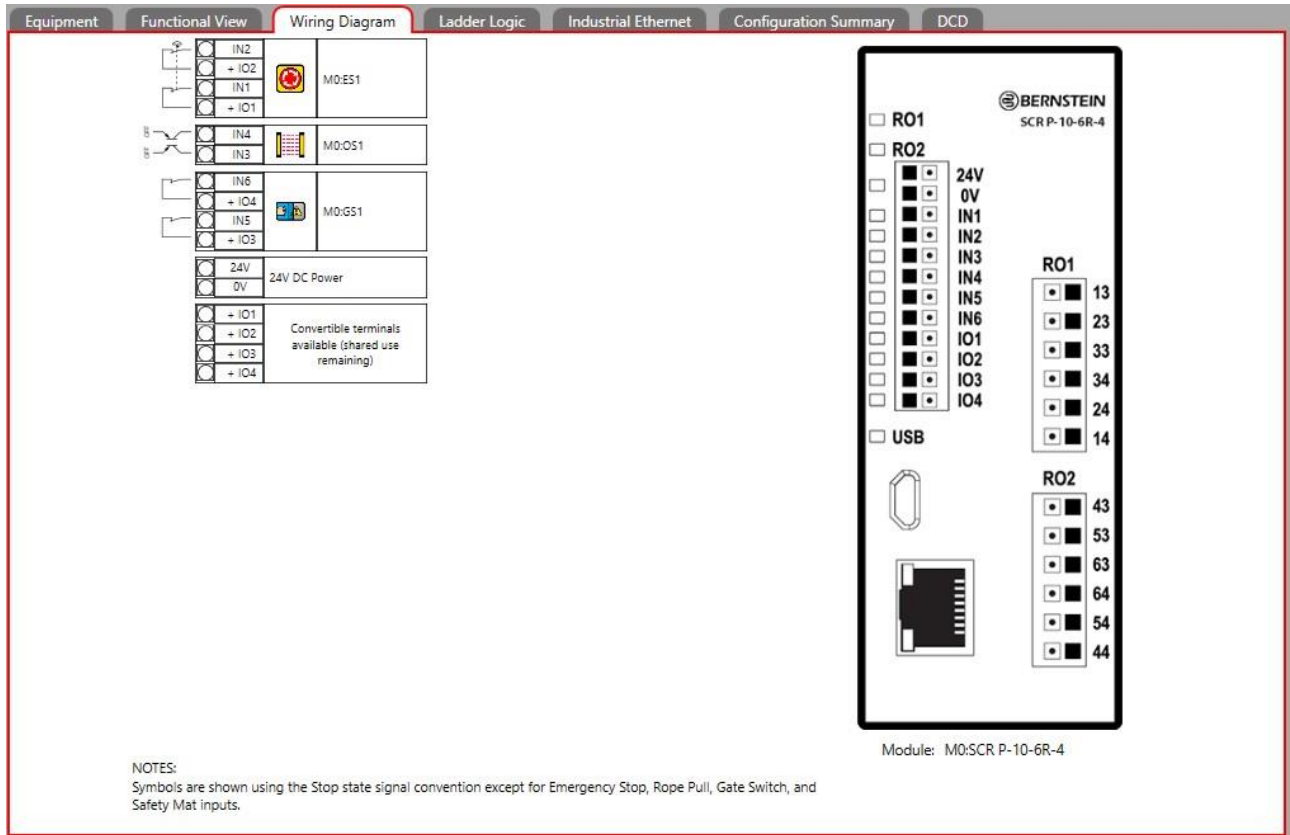 Equipment Functional View Wiring Diagram Ladder Logic Industrial Ethernet Configuration Summary DCD
IN2
+ IO2
IN1
+ IO1
M0:ES1
IN4
IN3
M0:OS1
IN6
+ IO4
IN5
+ IO3
M0:GS1
24V
0V
24V DC Power
+ IO1
+ IO2
+ IO3
+ IO4
Convertible terminals
available (shared use
remaining)
BERNSTEIN
SCR P-10-6R-4
RO1
RO2
24V
0V
IN1
IN2
IN3
IN4
IN5
IN6
IO1
IO2
IO3
IO4
USB
RO1
13
23
33
34
24
14
RO2
43
53
63
64
54
44
Module: M0:SCR P-10-6R-4
NOTES:
Symbols are shown using the Stop state signal convention except for Emergency Stop, Rope Pull, Gate Switch, and
Safety Mat inputs.